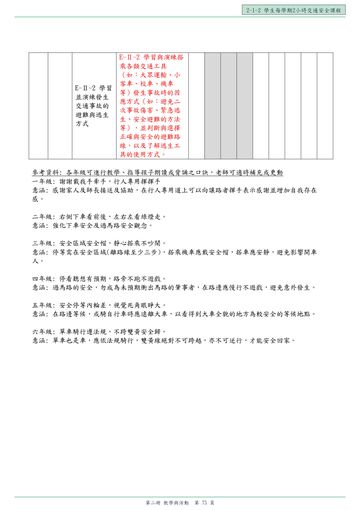 2-1-2 學生每學期2小時交通安全課程
E-Ⅱ-2 學習
並演練發生
交通事故的
避難與逃生
方式
E-Ⅱ-2 學習與演練搭
乘各類交通工具
(如：大眾運輸、小
客車、校車、機車
等)發生事故時的因
應方式(如：避免二
次事故傷害、緊急逃
生、安全避難的方法
等)，並判斷與選擇
正確與安全的避難路
線，以及了解逃生工
具的使用方式。
參考資料: 各年級可進行教學、指導孩子朗讀或背誦之口訣，老師可適時補充或更動
一年級: 謝謝載我手牽手，行人專用揮揮手
意涵: 感謝家人及師長接送及協助，在行人專用道上可以向讓路者揮手表示感謝並增加自我存在
感。
二年級: 右側下車看前後，左右左看綠燈走。
意涵: 強化下車安全及過馬路安全觀念。
三年級: 安全區域安全帽，靜心搭乘不吵鬧。
意涵: 停等需在安全區域(離路緣至少三步)，搭乘機車應戴安全帽，搭車應安靜，避免影響開車
人。
四年級: 停看聽想有預期，路旁不跑不遊戲。
意涵: 過馬路的安全，勿成為未預期衝出馬路的肇事者，在路邊應慢行不遊戲，避免意外發生。
五年級: 安全停等內輪差，視覺死角眼睜大。
意涵: 在路邊等候，或騎自行車時應遠離大車，以看得到大車全貌的地方為較安全的等候地點。
六年級: 單車騎行遵法規，不跨雙黃安全歸。
意涵: 單車也是車，應依法規騎行，雙黃線絕對不可跨越，亦不可逆行，才能安全回家。
第二冊 教學與活動 第 75 頁